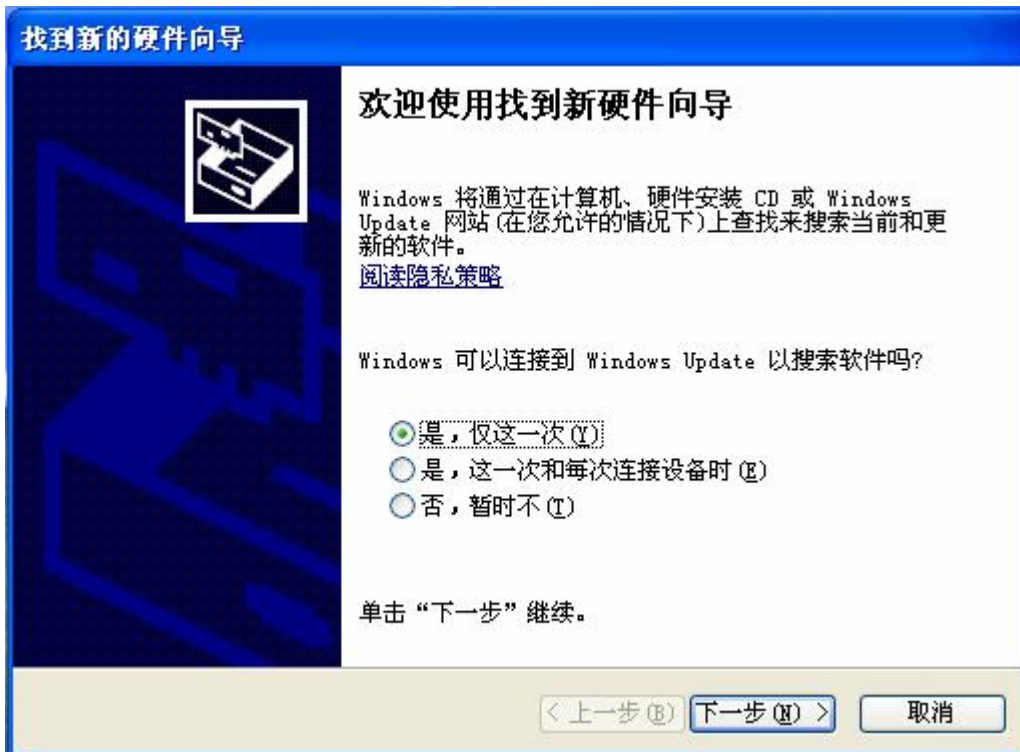 找到新的硬件向导
欢迎使用找到新硬件向导
Windows 将通过在计算机、硬件安装 CD 或 Windows
Update 网站(在您允许的情况下)上查找来搜索当前和更
新的软件。
阅读隐私策略
Windows 可以连接到 Windows Update 以搜索软件吗?
是，仅这一次(Y)
是，这一次和每次连接设备时(E)
否，暂时不(T)
单击“下一步”继续。
< 上一步(B) 下一步(N) > 取消